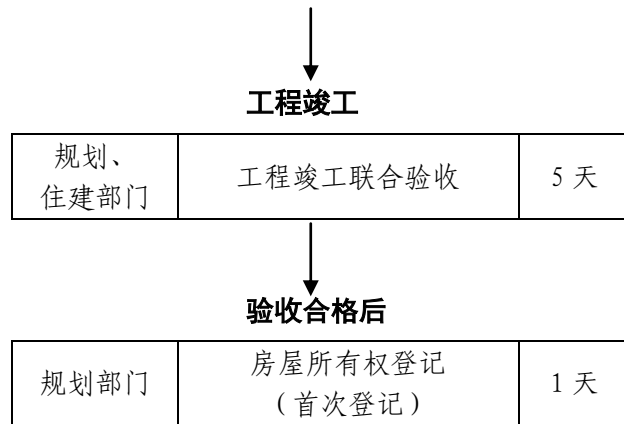 工程竣工
规划、
住建部门
工程竣工联合验收
5 天
验收合格后
规划部门
房屋所有权登记
（首次登记）
1 天